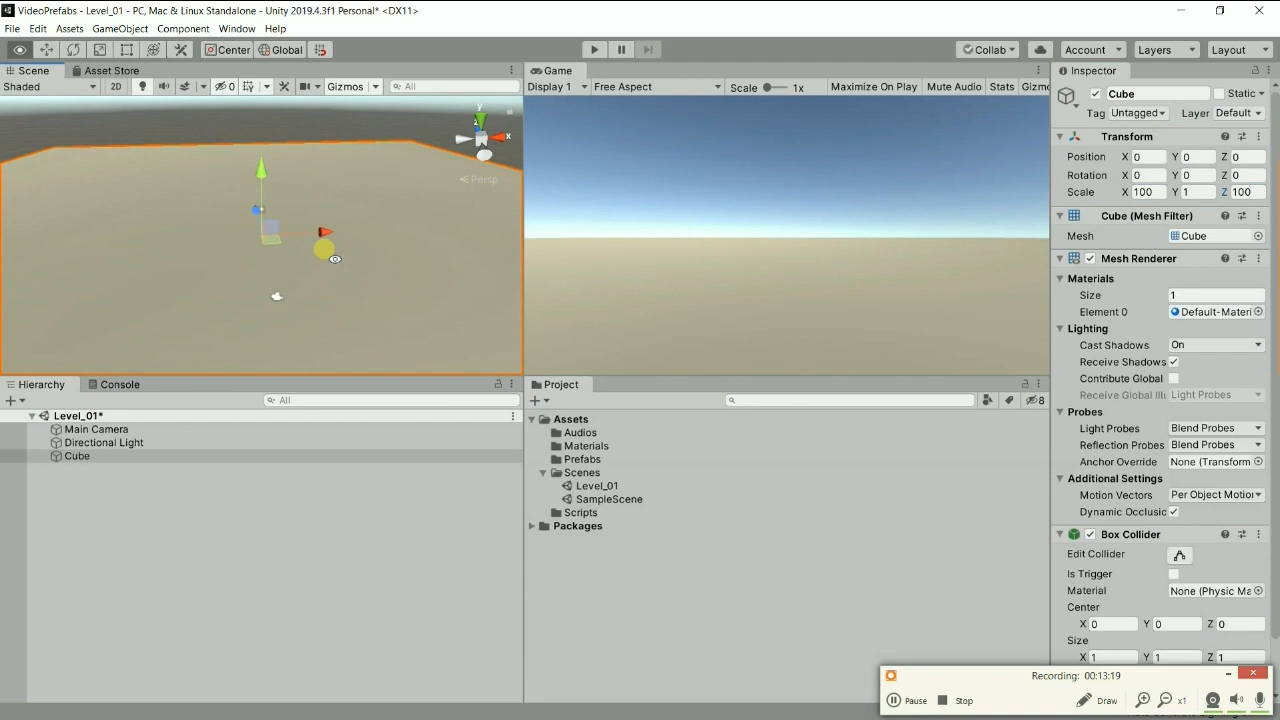 VideoPrefabs - Level_01 - PC, Mac & Linux Standalone - Unity 2019.4.3f1 Personal* <DX11>
File Edit Assets GameObject Component Window Help
Center Global Collab Account Layers Layout
Scene Asset Store Game Inspector
Shaded 2D 0 Gizmos All Display 1 Free Aspect Scale 1x Maximize On Play Mute Audio Stats Gizmo
Cube Static
Tag Untagged Layer Default
y
z
x
Persp
Transform
Position X 0 Y 0 Z 0
Rotation X 0 Y 0 Z 0
Scale X 100 Y 1 Z 100
Cube (Mesh Filter)
Mesh Cube
Mesh Renderer
Materials
Size 1
Element 0 Default-Materi
Lighting
Cast Shadows On
Receive Shadows
Contribute Global
Receive Global Illu Light Probes
Probes
Light Probes Blend Probes
Reflection Probes Blend Probes
Anchor Override None (Transform
Additional Settings
Motion Vectors Per Object Motion
Dynamic Occlusic
Box Collider
Edit Collider
Is Trigger
Material None (Physic Ma
Center
X 0 Y 0 Z 0
Size
X 1 Y 1 Z 1
Hierarchy Console
All
Level_01*
Main Camera
Directional Light
Cube
Project
8
Assets
Audios
Materials
Prefabs
Scenes
Level_01
SampleScene
Scripts
Packages
Recording: 00:13:19
Pause Stop Draw x1